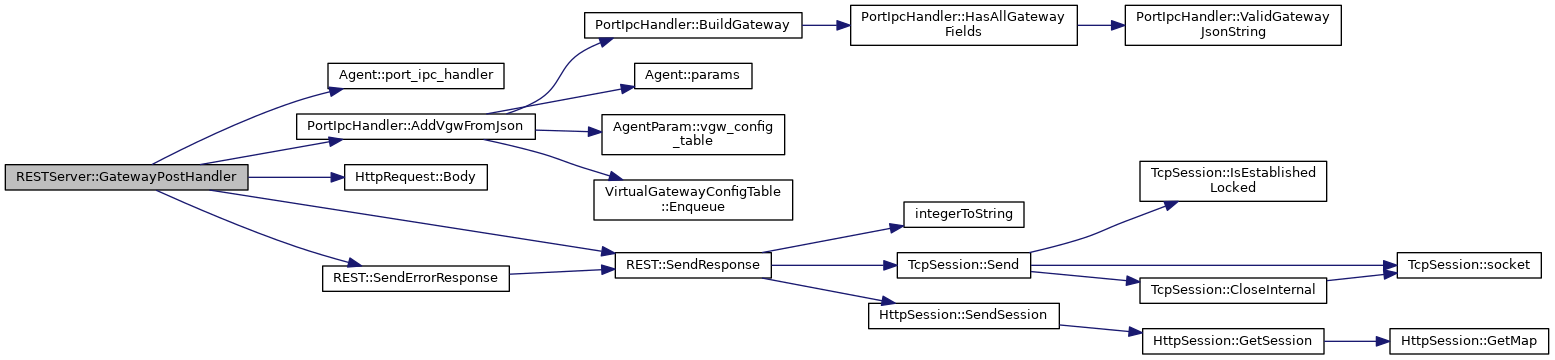 RESTServer::GatewayPostHandler
Agent::port_ipc_handler
PortIpcHandler::AddVgwFromJson
HttpRequest::Body
REST::SendErrorResponse
PortIpcHandler::BuildGateway
Agent::params
AgentParam::vgw_config
_table
VirtualGatewayConfigTable
::Enqueue
REST::SendResponse
PortIpcHandler::HasAllGateway
Fields
integerToString
TcpSession::Send
HttpSession::SendSession
PortIpcHandler::ValidGateway
JsonString
TcpSession::IsEstablished
Locked
TcpSession::CloseInternal
HttpSession::GetSession
TcpSession::socket
HttpSession::GetMap